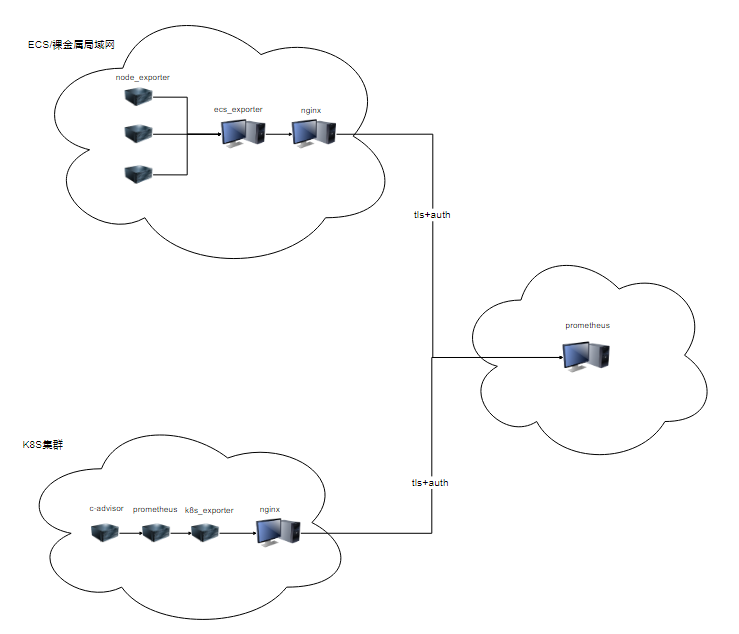 ECS/裸金属局域网
node_exporter
ecs_exporter
nginx
tls+auth
prometheus
K8S集群
tls+auth
c-advisor
prometheus
k8s_exporter
nginx